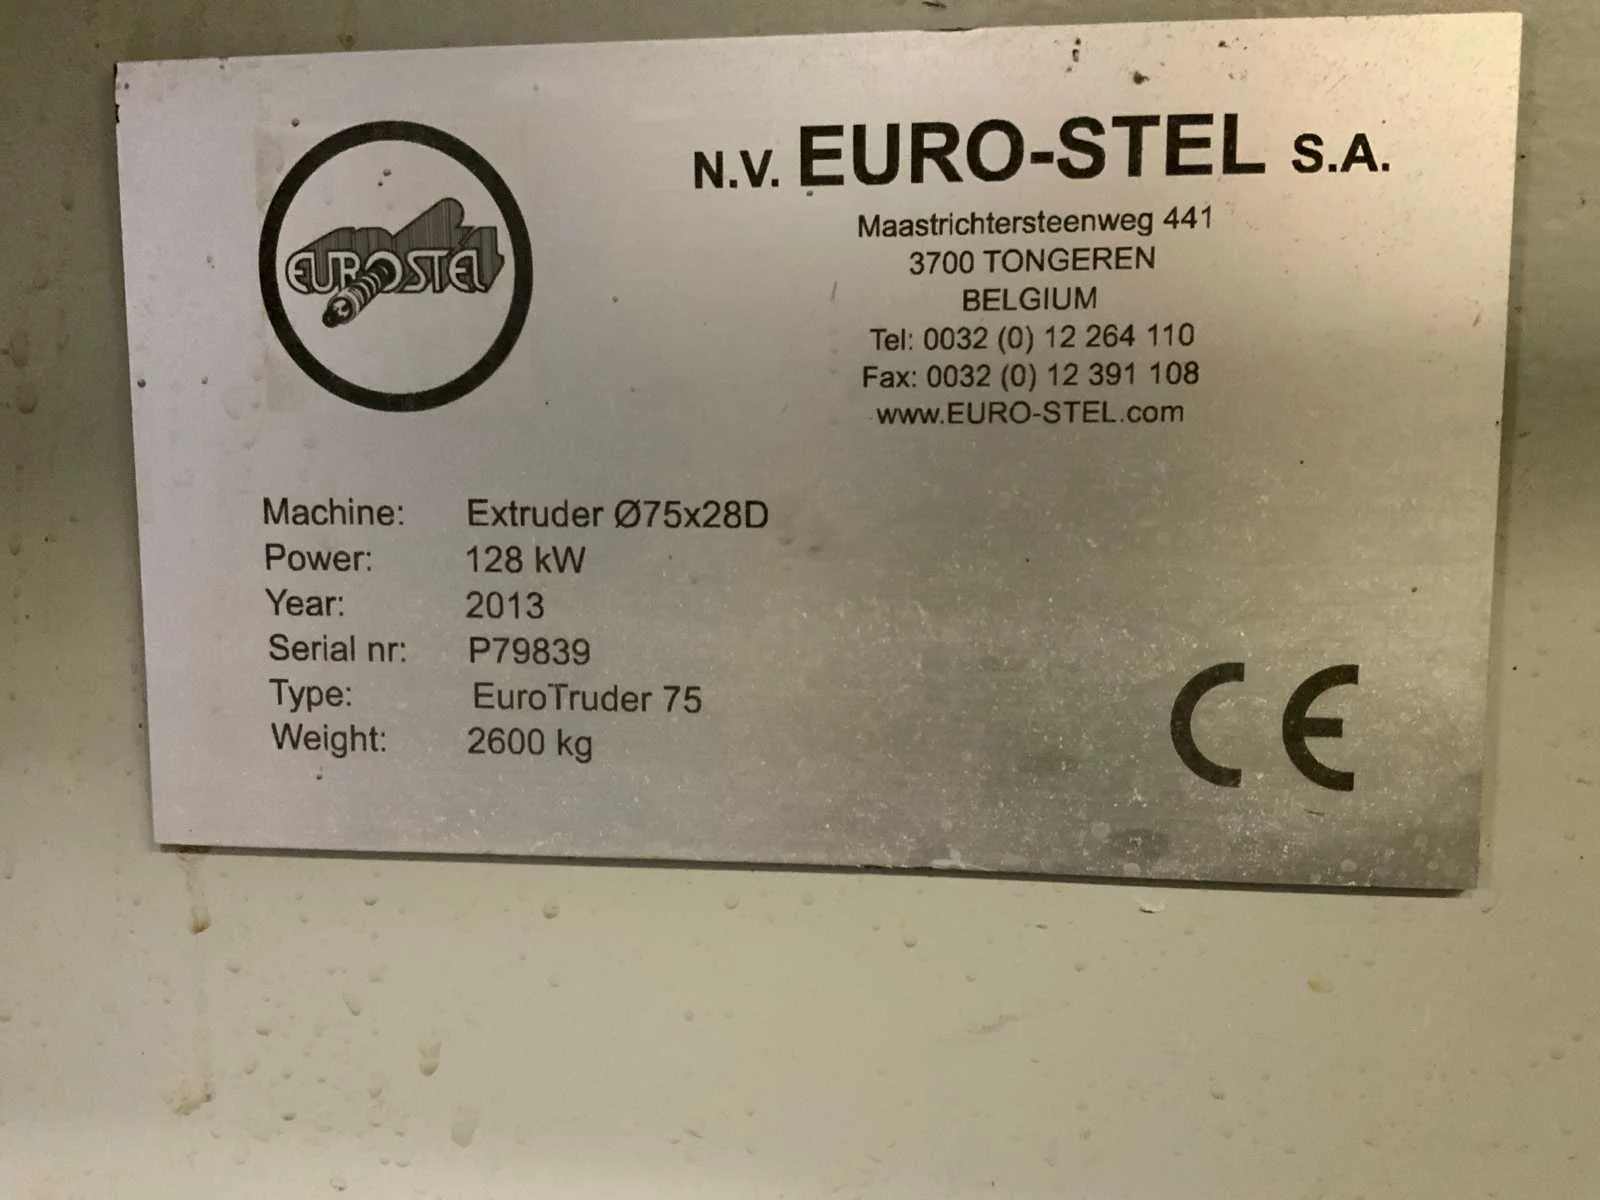 EUROSTEL
N.V. EURO-STEL S.A.
Maastrichtersteenweg 441
3700 TONGEREN
BELGIUM
Tel: 0032 (0) 12 264 110
Fax: 0032 (0) 12 391 108
www.EURO-STEL.com
Machine: Extruder Ø75x28D
Power: 128 kW
Year: 2013
Serial nr: P79839
Type: EuroTruder 75
Weight: 2600 kg
CE